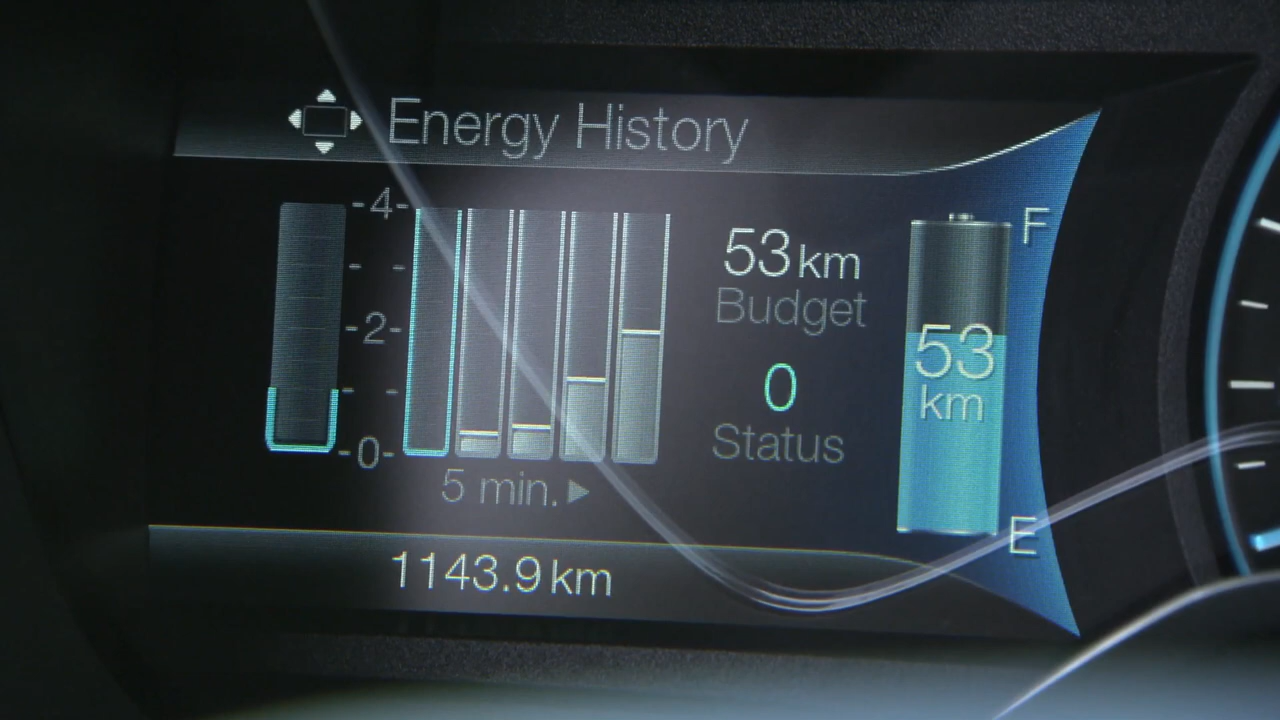 Energy History
-4-
-2-
-0-
5 min.
53 km
Budget
0
Status
F
53
km
E
1143.9 km